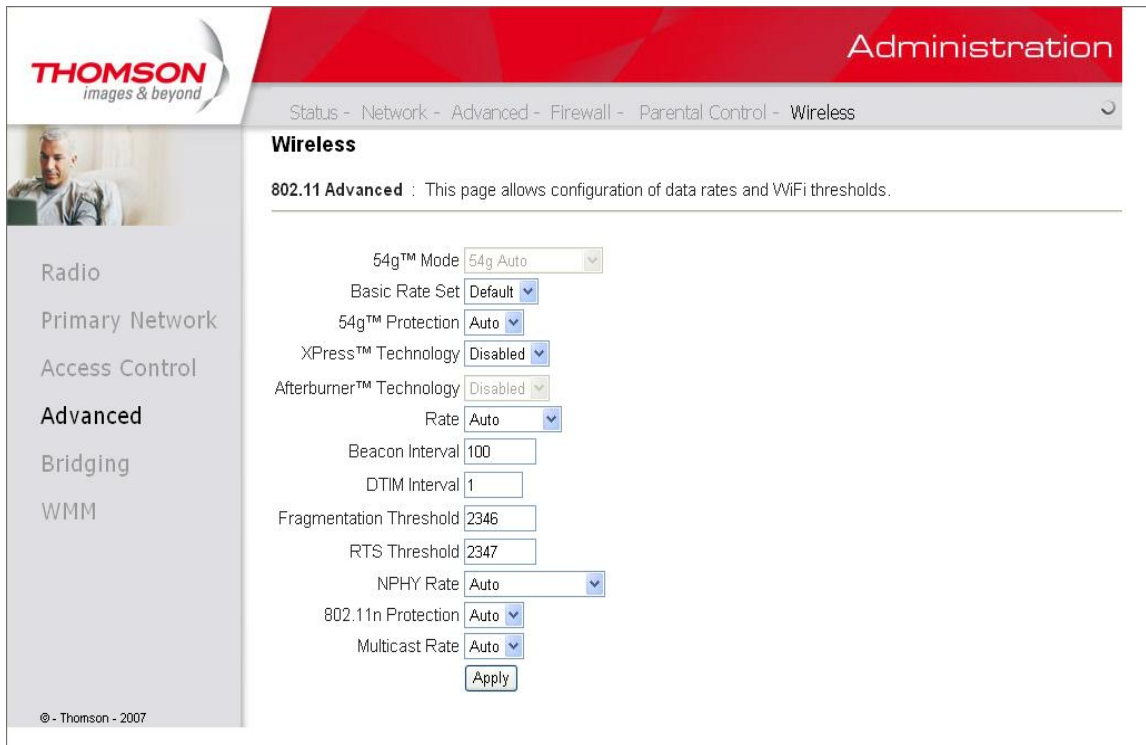 THOMSON
images & beyond
Administration
Status - Network - Advanced - Firewall - Parental Control - Wireless
Wireless
802.11 Advanced : This page allows configuration of data rates and WiFi thresholds.
Radio
Primary Network
Access Control
Advanced
Bridging
WMM
54g™ Mode 54g Auto
Basic Rate Set Default
54g™ Protection Auto
XPress™ Technology Disabled
Afterburner™ Technology Disabled
Rate Auto
Beacon Interval 100
DTIM Interval 1
Fragmentation Threshold 2346
RTS Threshold 2347
NPHY Rate Auto
802.11n Protection Auto
Multicast Rate Auto
Apply
© - Thomson - 2007